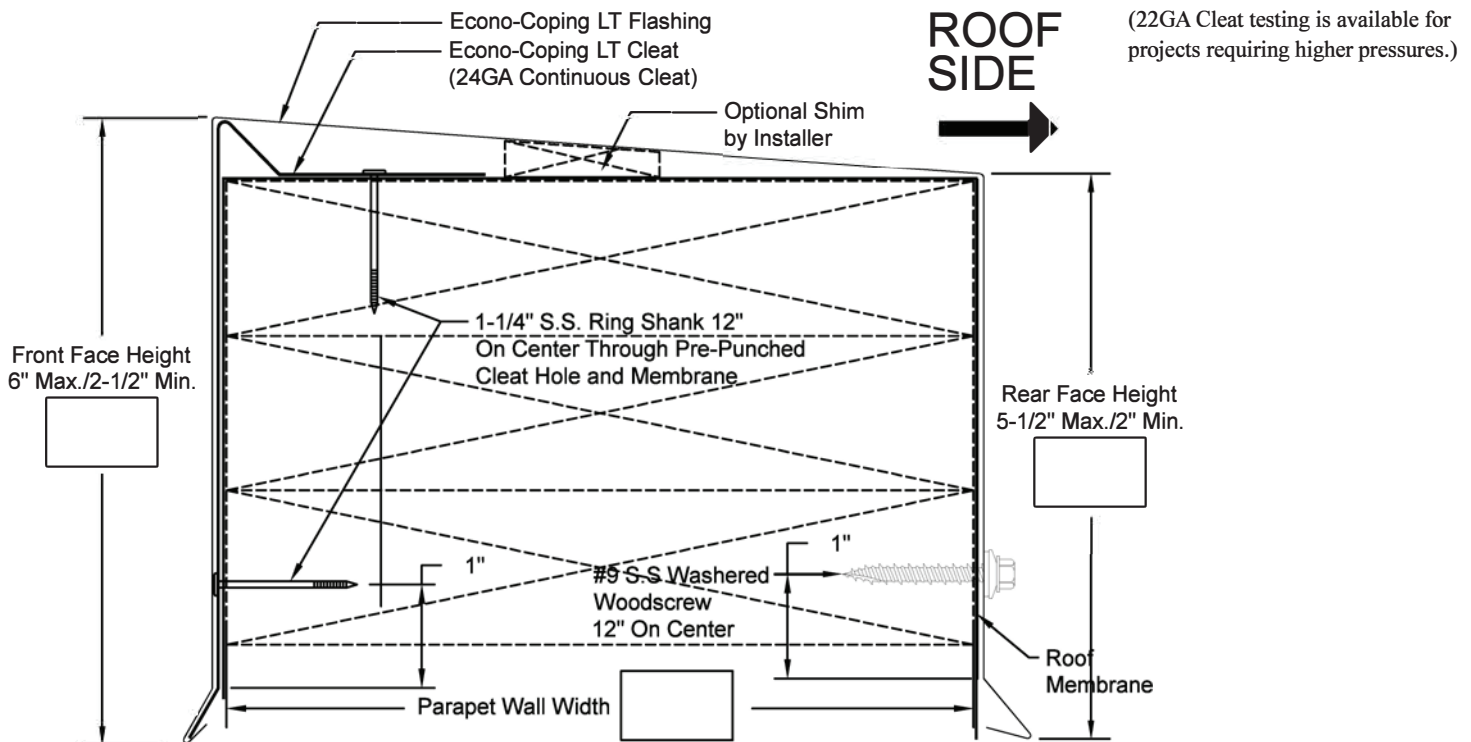 Econo-Coping LT Flashing
Econo-Coping LT Cleat
(24GA Continuous Cleat)
ROOF
SIDE
(22GA Cleat testing is available for
projects requiring higher pressures.)
Optional Shim
by Installer
1-1/4" S.S. Ring Shank 12"
On Center Through Pre-Punched
Cleat Hole and Membrane
Front Face Height
6" Max./2-1/2" Min.
Rear Face Height
5-1/2" Max./2" Min.
1"
1"
#9 S.S Washered
Woodscrew
12" On Center
Roof
Membrane
Parapet Wall Width